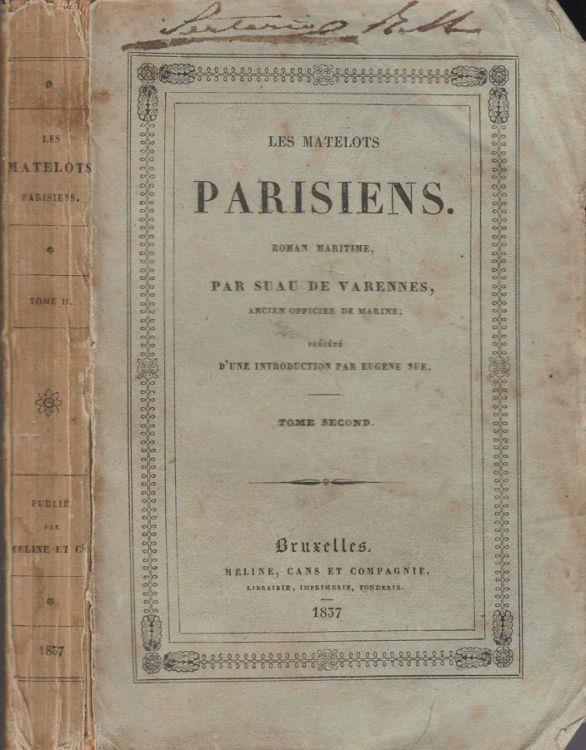 LES MATELOTS
PARISIENS.
ROMAN MARITIME,
PAR SUAU DE VARENNES,
ANCIEN OFFICIER DE MARINE;
PRÉCÉDÉ
D'UNE INTRODUCTION PAR EUGÈNE SUE.
TOME SECOND.
Bruxelles.
MELINE, CANS ET COMPAGNIE.
LIBRAIRIE, IMPRIMERIE, FONDERIE.
1837
LES
MATELOTS
PARISIENS.
TOME II.
PUBLIÉ
PAR
MELINE ET C
1837